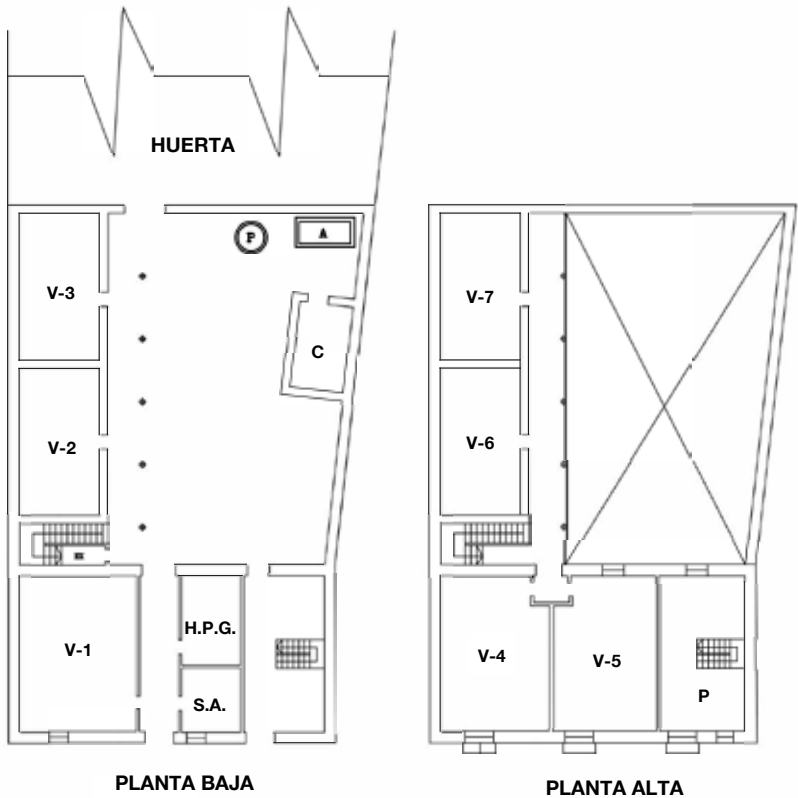 HUERTA
P
A
V-3
C
V-2
V-1
H.P.G.
S.A.
PLANTA BAJA
V-7
V-6
V-4
V-5
P
PLANTA ALTA